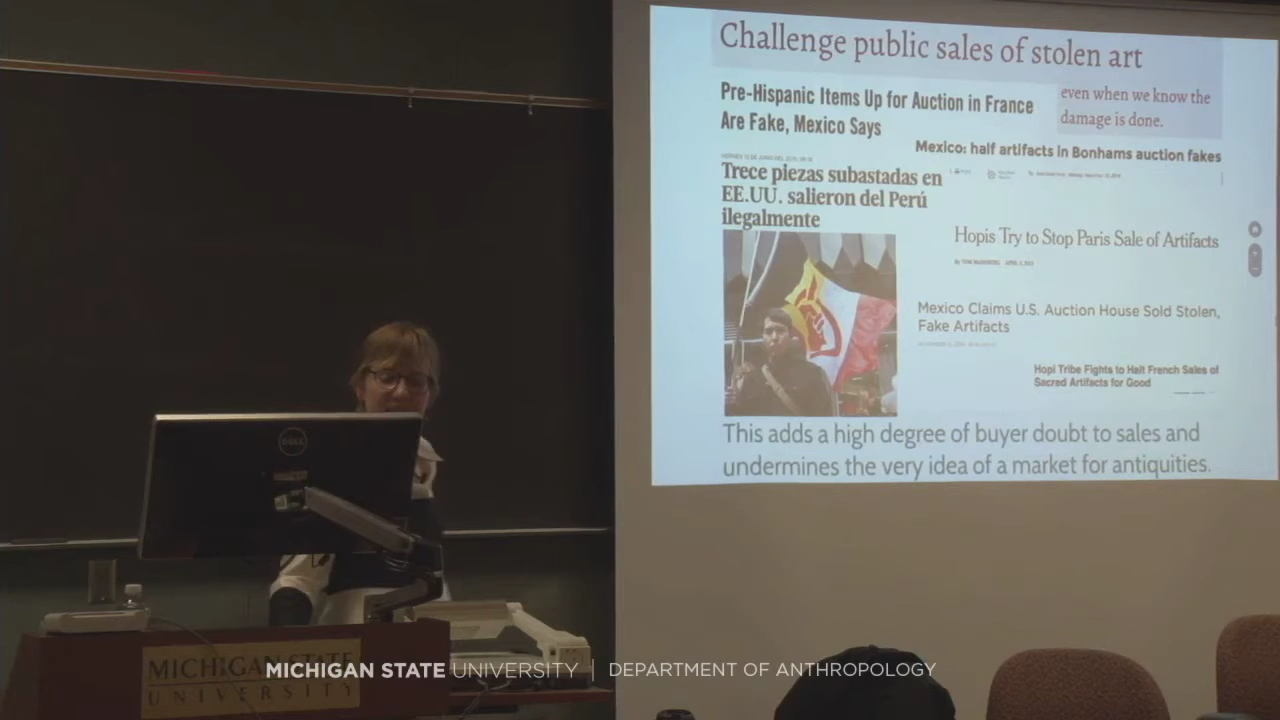 Challenge public sales of stolen art
even when we know the
damage is done.
Pre-Hispanic Items Up for Auction in France
Are Fake, Mexico Says
Mexico: half artifacts in Bonhams auction fakes
Trece piezas subastadas en
EE.UU. salieron del Perú
ilegalmente
Hopis Try to Stop Paris Sale of Artifacts
Mexico Claims U.S. Auction House Sold Stolen,
Fake Artifacts
Hopi Tribe Fights to Halt French Sales of
Sacred Artifacts for Good
This adds a high degree of buyer doubt to sales and
undermines the very idea of a market for antiquities.
DELL
MICHIGAN STATE
UNIVERSITY
MICHIGAN STATE UNIVERSITY | DEPARTMENT OF ANTHROPOLOGY